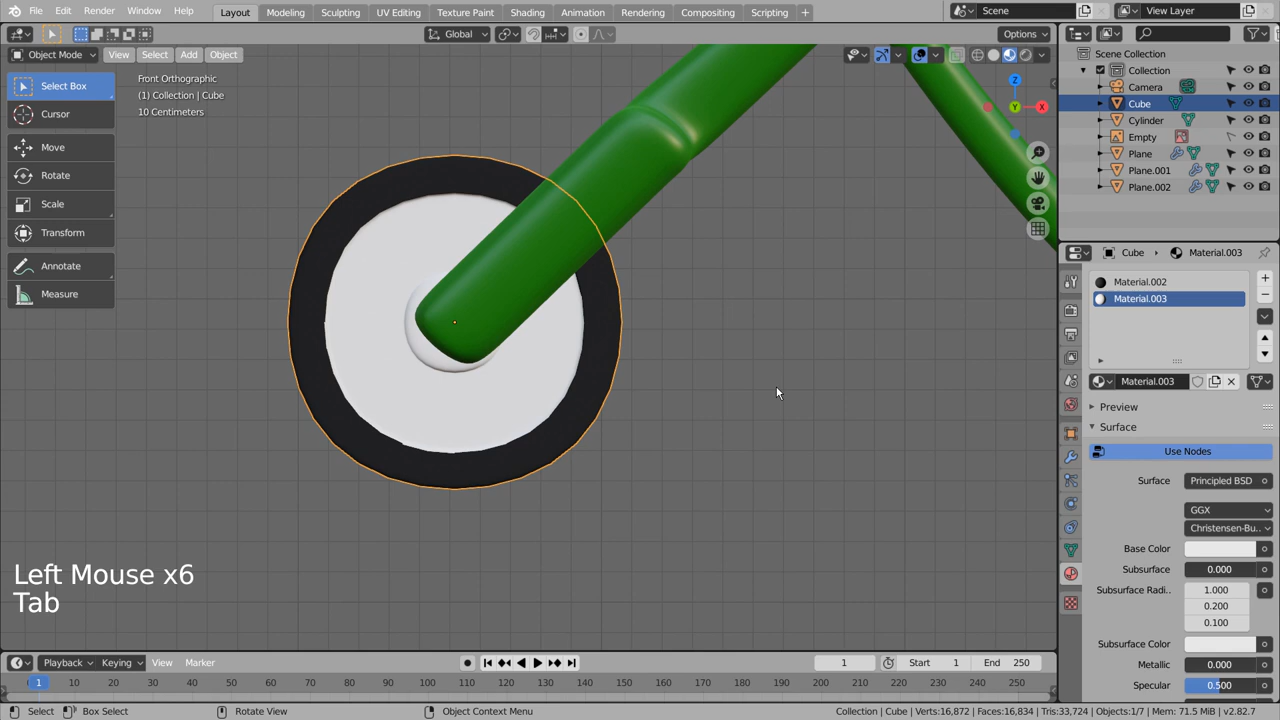 File Edit Render Window Help Layout Modeling Sculpting UV Editing Texture Paint Shading Animation Rendering Compositing Scripting + Scene View Layer
Global Options
Object Mode View Select Add Object
Select Box
Cursor
Move
Rotate
Scale
Transform
Annotate
Measure
Front Orthographic
(1) Collection | Cube
10 Centimeters
Z
Y
X
Left Mouse x6
Tab
Scene Collection
Collection
Camera
Cube
Cylinder
Empty
Plane
Plane.001
Plane.002
Cube Material.003
Material.002
Material.003
Material.003
Preview
Surface
Use Nodes
Surface Principled BSD
GGX
Christensen-Bu..
Base Color
Subsurface 0.000
Subsurface Radi.. 1.000
0.200
0.100
Subsurface Color
Metallic 0.000
Specular 0.500
Playback Keying View Marker 1 Start 1 End 250
1 10 20 30 40 50 60 70 80 90 100 110 120 130 140 150 160 170 180 190 200 210 220 230 240 250
Select Box Select Rotate View Object Context Menu Collection | Cube | Verts:16,872 | Faces:16,834 | Tris:33,724 | Objects:1/7 | Mem: 71.5 MiB | v2.82.7